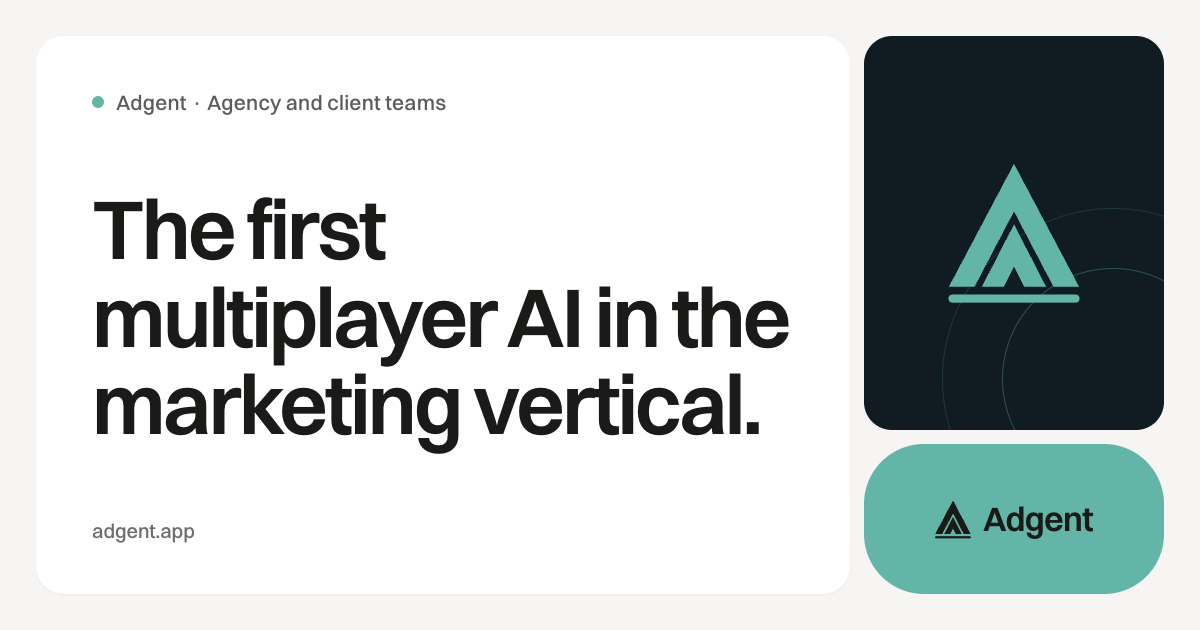 Adgent · Agency and client teams
The first
multiplayer AI in the
marketing vertical.
adgent.app
Adgent